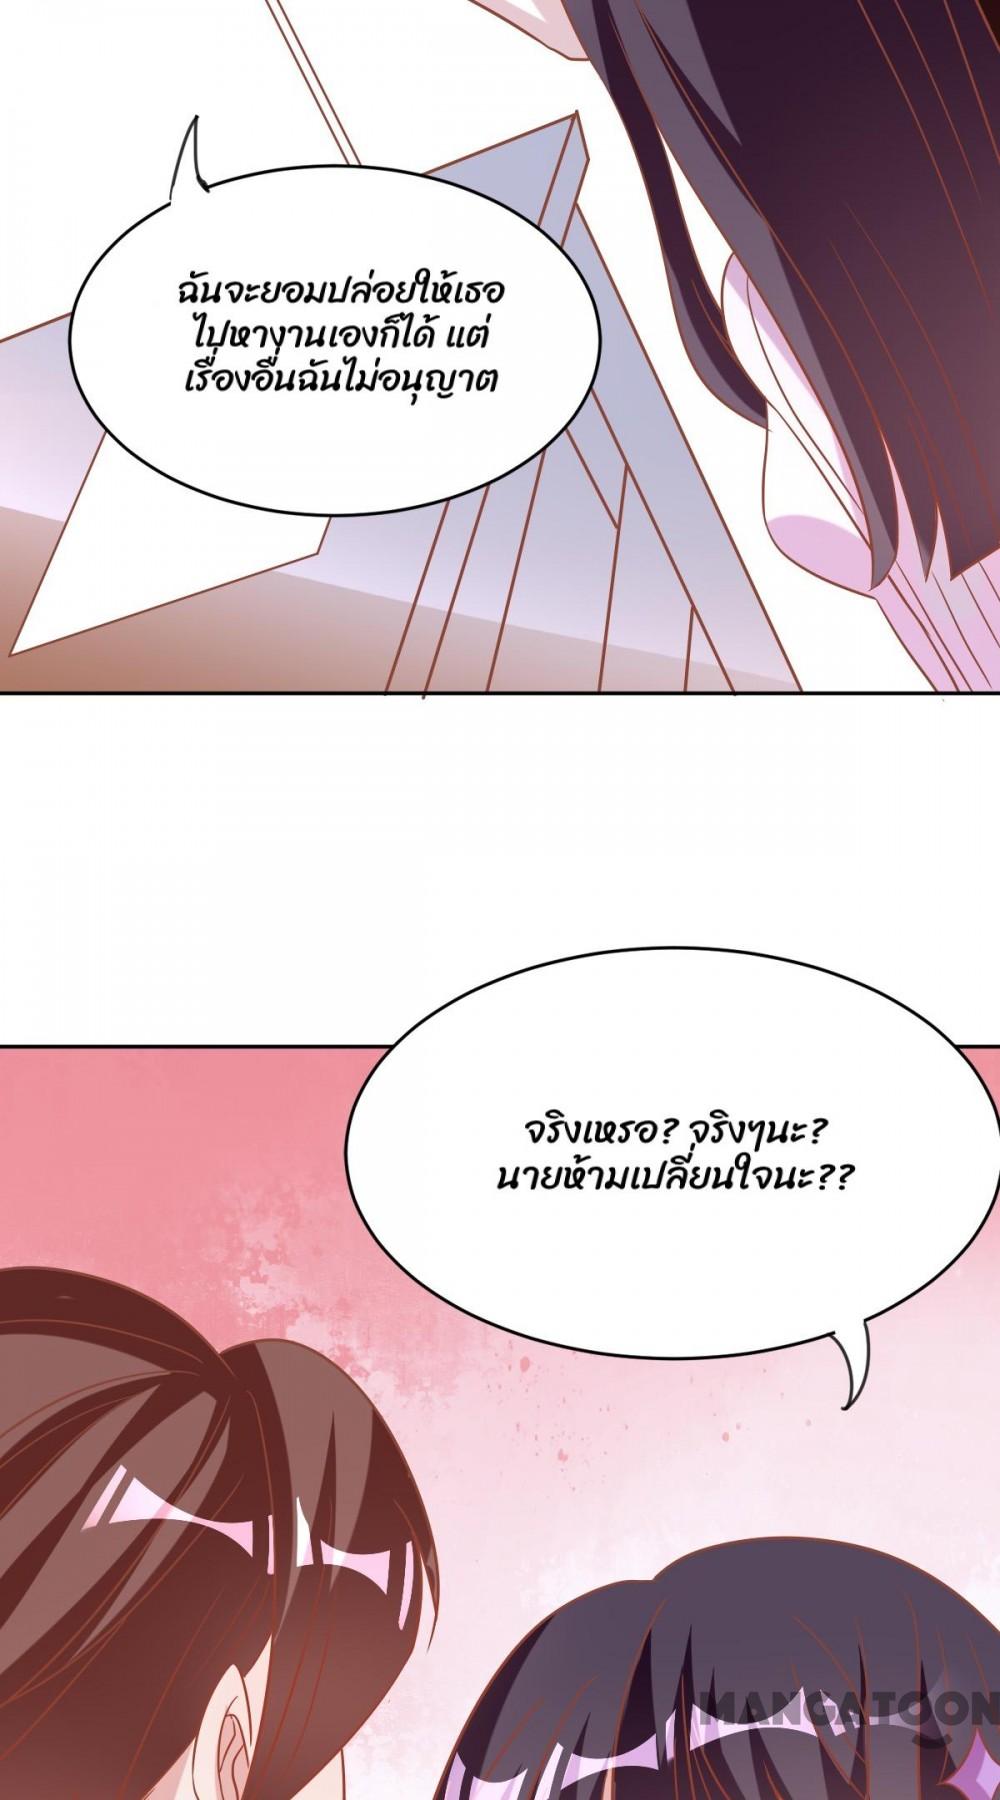 ฉันจะยอมปล่อยให้เธอ
ไปหางานเองก็ได้ แต่
เรื่องอื่นฉันไม่อนุญาต
จริงเหรอ? จริงๆนะ?
นายห้ามเปลี่ยนใจนะ??
MANGATOON